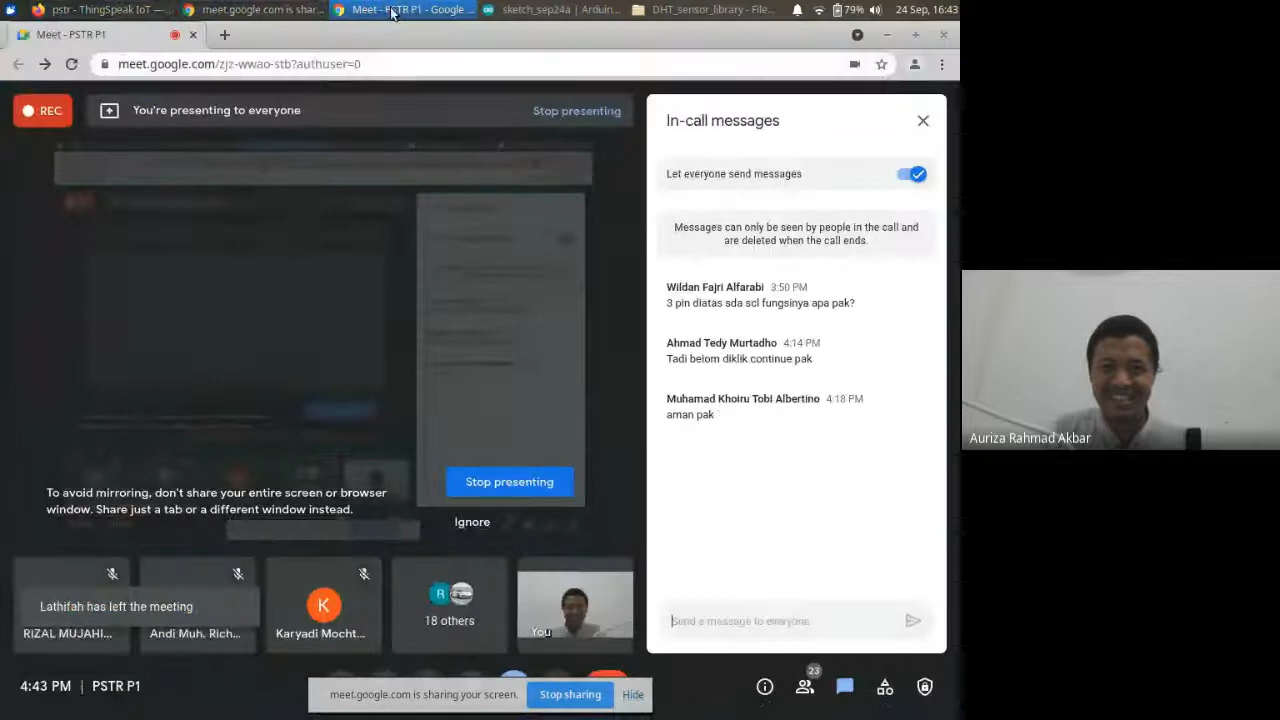 pstr - ThingSpeak IoT —...
meet.google.com is shar...
Meet - PSTR P1 - Google ...
sketch_sep24a | Arduin...
DHT_sensor_library - File...
79%
24 Sep, 16:43
Meet - PSTR P1
meet.google.com/zjz-wwao-stb?authuser=0
REC
You're presenting to everyone
Stop presenting
In-call messages
Let everyone send messages
Messages can only be seen by people in the call and
are deleted when the call ends.
Wildan Fajri Alfarabi 3:50 PM
3 pin diatas sda scl fungsinya apa pak?
Ahmad Tedy Murtadho 4:14 PM
Tadi belom diklik continue pak
Muhamad Khoiru Tobi Albertino 4:18 PM
aman pak
Auriza Rahmad Akbar
Stop presenting
To avoid mirroring, don't share your entire screen or browser
window. Share just a tab or a different window instead.
Ignore
Lathifah has left the meeting
RIZAL MUJAHI...
Andi Muh. Rich...
K
Karyadi Mocht...
R
18 others
You
Send a message to everyone
4:43 PM | PSTR P1
meet.google.com is sharing your screen.
Stop sharing
Hide
23